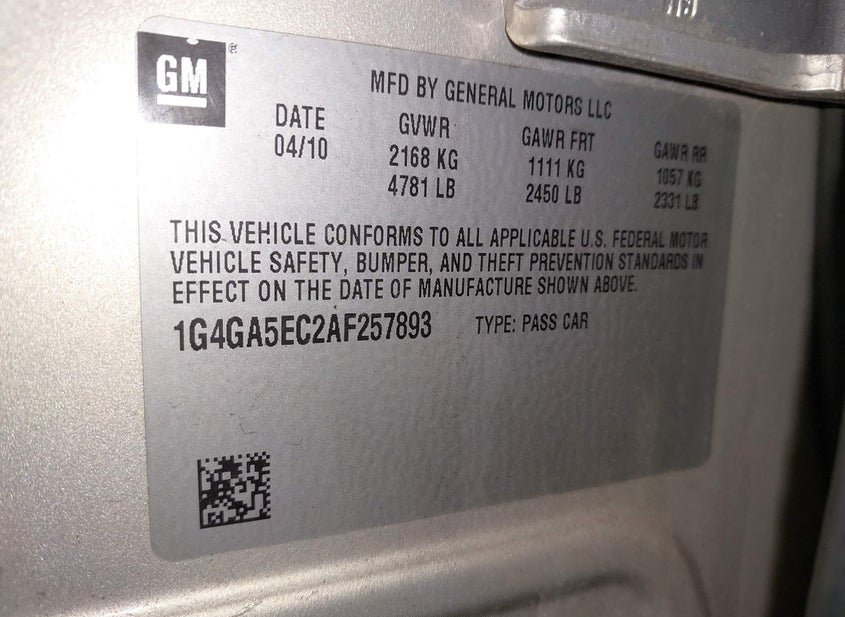 GM®
MFD BY GENERAL MOTORS LLC
DATE GVWR GAWR FRT GAWR RR
04/10 2168 KG 1111 KG 1057 KG
4781 LB 2450 LB 2331 LB
THIS VEHICLE CONFORMS TO ALL APPLICABLE U.S. FEDERAL MOTOR
VEHICLE SAFETY, BUMPER, AND THEFT PREVENTION STANDARDS IN
EFFECT ON THE DATE OF MANUFACTURE SHOWN ABOVE.
1G4GA5EC2AF257893 TYPE: PASS CAR